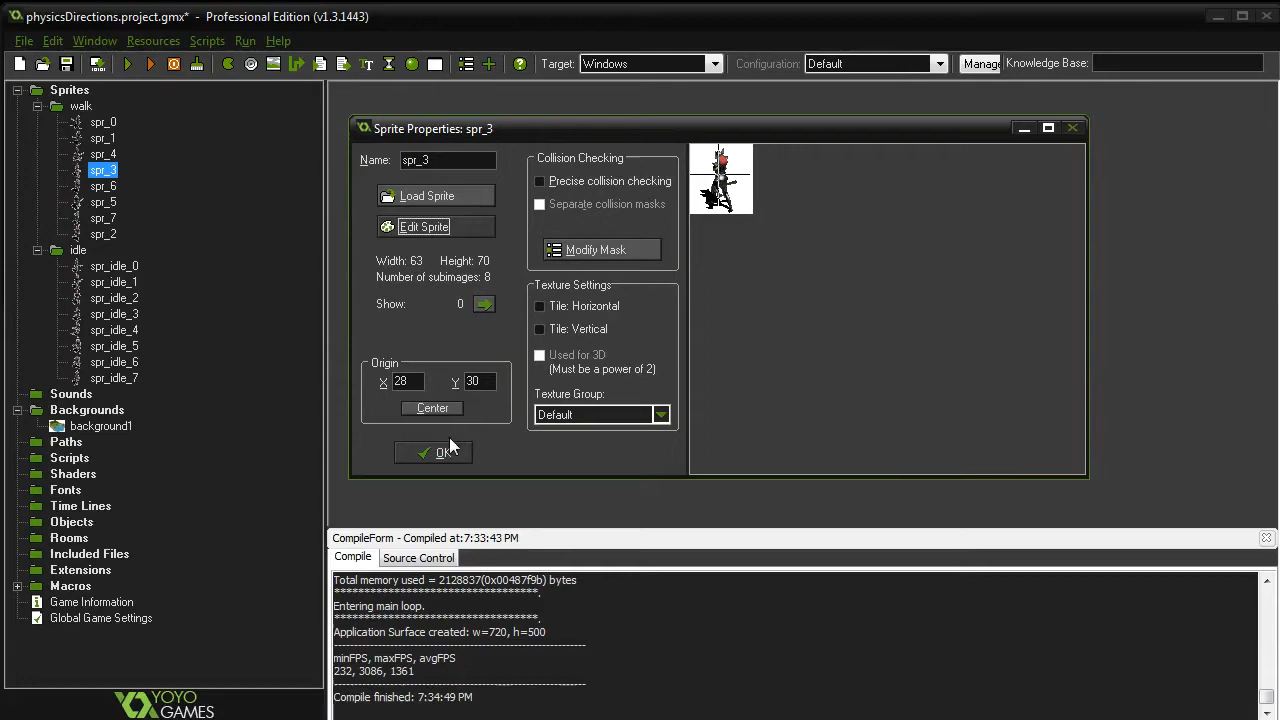 physicsDirections.project.gmx* - Professional Edition (v1.3.1443)
File Edit Window Resources Scripts Run Help
Target: Windows Configuration: Default Manage Knowledge Base:
Sprites
walk
spr_0
spr_1
spr_4
spr_3
spr_6
spr_5
spr_7
spr_2
idle
spr_idle_0
spr_idle_1
spr_idle_2
spr_idle_3
spr_idle_4
spr_idle_5
spr_idle_6
spr_idle_7
Sounds
Backgrounds
background1
Paths
Scripts
Shaders
Fonts
Time Lines
Objects
Rooms
Included Files
Extensions
Macros
Game Information
Global Game Settings
YOYO
GAMES
Sprite Properties: spr_3
Name: spr_3
Load Sprite
Edit Sprite
Width: 63 Height: 70
Number of subimages: 8
Show: 0
Origin
X 28 Y 30
Center
OK
Collision Checking
Precise collision checking
Separate collision masks
Modify Mask
Texture Settings
Tile: Horizontal
Tile: Vertical
Used for 3D
(Must be a power of 2)
Texture Group:
Default
CompileForm - Compiled at:7:33:43 PM
Compile Source Control
Total memory used = 2128837(0x00487f9b) bytes
**********************************.
Entering main loop.
**********************************.
Application Surface created: w=720, h=500
---------------------------------------------------------------
minFPS, maxFPS, avgFPS
232, 3086, 1361
---------------------------------------------------------------
Compile finished: 7:34:49 PM